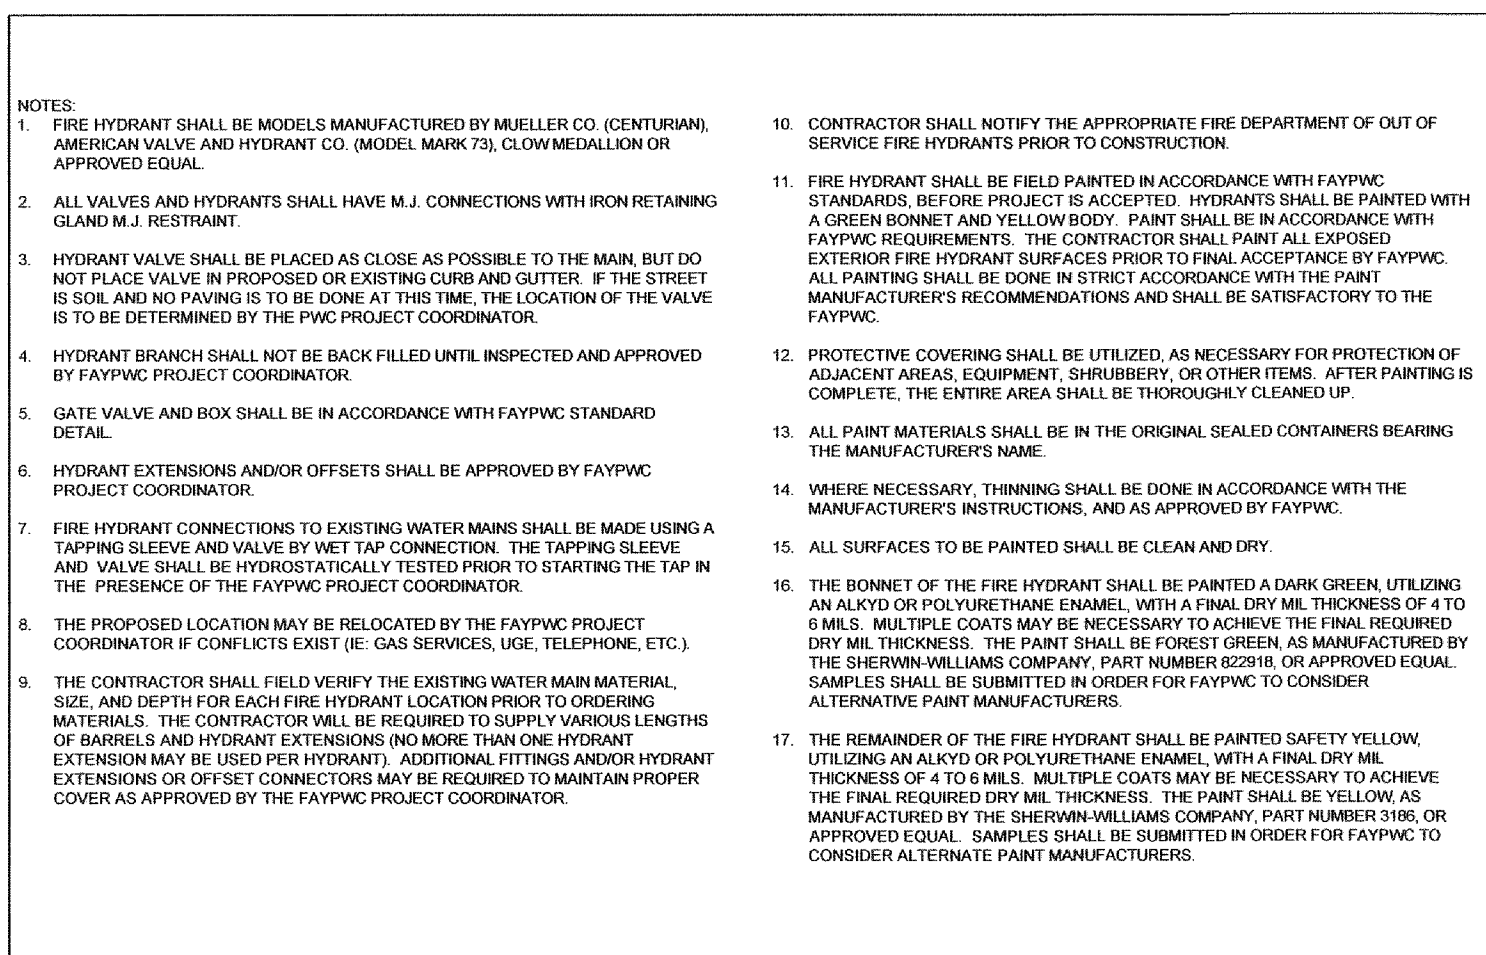 NOTES:
1. FIRE HYDRANT SHALL BE MODELS MANUFACTURED BY MUELLER CO. (CENTURIAN),
AMERICAN VALVE AND HYDRANT CO. (MODEL MARK 73), CLOW MEDALLION OR
APPROVED EQUAL.
2. ALL VALVES AND HYDRANTS SHALL HAVE M.J. CONNECTIONS WITH IRON RETAINING
GLAND M.J. RESTRAINT.
3. HYDRANT VALVE SHALL BE PLACED AS CLOSE AS POSSIBLE TO THE MAIN, BUT DO
NOT PLACE VALVE IN PROPOSED OR EXISTING CURB AND GUTTER. IF THE STREET
IS SOIL AND NO PAVING IS TO BE DONE AT THIS TIME, THE LOCATION OF THE VALVE
IS TO BE DETERMINED BY THE PWC PROJECT COORDINATOR.
4. HYDRANT BRANCH SHALL NOT BE BACK FILLED UNTIL INSPECTED AND APPROVED
BY FAYPWC PROJECT COORDINATOR.
5. GATE VALVE AND BOX SHALL BE IN ACCORDANCE WITH FAYPWC STANDARD
DETAIL.
6. HYDRANT EXTENSIONS AND/OR OFFSETS SHALL BE APPROVED BY FAYPWC
PROJECT COORDINATOR.
7. FIRE HYDRANT CONNECTIONS TO EXISTING WATER MAINS SHALL BE MADE USING A
TAPPING SLEEVE AND VALVE BY WET TAP CONNECTION. THE TAPPING SLEEVE
AND VALVE SHALL BE HYDROSTATICALLY TESTED PRIOR TO STARTING THE TAP IN
THE PRESENCE OF THE FAYPWC PROJECT COORDINATOR.
8. THE PROPOSED LOCATION MAY BE RELOCATED BY THE FAYPWC PROJECT
COORDINATOR IF CONFLICTS EXIST (IE: GAS SERVICES, UGE, TELEPHONE, ETC.).
9. THE CONTRACTOR SHALL FIELD VERIFY THE EXISTING WATER MAIN MATERIAL,
SIZE, AND DEPTH FOR EACH FIRE HYDRANT LOCATION PRIOR TO ORDERING
MATERIALS. THE CONTRACTOR WILL BE REQUIRED TO SUPPLY VARIOUS LENGTHS
OF BARRELS AND HYDRANT EXTENSIONS (NO MORE THAN ONE HYDRANT
EXTENSION MAY BE USED PER HYDRANT). ADDITIONAL FITTINGS AND/OR HYDRANT
EXTENSIONS OR OFFSET CONNECTORS MAY BE REQUIRED TO MAINTAIN PROPER
COVER AS APPROVED BY THE FAYPWC PROJECT COORDINATOR.
10. CONTRACTOR SHALL NOTIFY THE APPROPRIATE FIRE DEPARTMENT OF OUT OF
SERVICE FIRE HYDRANTS PRIOR TO CONSTRUCTION.
11. FIRE HYDRANT SHALL BE FIELD PAINTED IN ACCORDANCE WITH FAYPWC
STANDARDS, BEFORE PROJECT IS ACCEPTED. HYDRANTS SHALL BE PAINTED WITH
A GREEN BONNET AND YELLOW BODY. PAINT SHALL BE IN ACCORDANCE WITH
FAYPWC REQUIREMENTS. THE CONTRACTOR SHALL PAINT ALL EXPOSED
EXTERIOR FIRE HYDRANT SURFACES PRIOR TO FINAL ACCEPTANCE BY FAYPWC.
ALL PAINTING SHALL BE DONE IN STRICT ACCORDANCE WITH THE PAINT
MANUFACTURER'S RECOMMENDATIONS AND SHALL BE SATISFACTORY TO THE
FAYPWC.
12. PROTECTIVE COVERING SHALL BE UTILIZED, AS NECESSARY FOR PROTECTION OF
ADJACENT AREAS, EQUIPMENT, SHRUBBERY, OR OTHER ITEMS. AFTER PAINTING IS
COMPLETE, THE ENTIRE AREA SHALL BE THOROUGHLY CLEANED UP.
13. ALL PAINT MATERIALS SHALL BE IN THE ORIGINAL SEALED CONTAINERS BEARING
THE MANUFACTURER'S NAME.
14. WHERE NECESSARY, THINNING SHALL BE DONE IN ACCORDANCE WITH THE
MANUFACTURER'S INSTRUCTIONS, AND AS APPROVED BY FAYPWC.
15. ALL SURFACES TO BE PAINTED SHALL BE CLEAN AND DRY.
16. THE BONNET OF THE FIRE HYDRANT SHALL BE PAINTED A DARK GREEN, UTILIZING
AN ALKYD OR POLYURETHANE ENAMEL, WITH A FINAL DRY MIL THICKNESS OF 4 TO
6 MILS. MULTIPLE COATS MAY BE NECESSARY TO ACHIEVE THE FINAL REQUIRED
DRY MIL THICKNESS. THE PAINT SHALL BE FOREST GREEN, AS MANUFACTURED BY
THE SHERWIN-WILLIAMS COMPANY, PART NUMBER 822918, OR APPROVED EQUAL.
SAMPLES SHALL BE SUBMITTED IN ORDER FOR FAYPWC TO CONSIDER
ALTERNATIVE PAINT MANUFACTURERS.
17. THE REMAINDER OF THE FIRE HYDRANT SHALL BE PAINTED SAFETY YELLOW,
UTILIZING AN ALKYD OR POLYURETHANE ENAMEL, WITH A FINAL DRY MIL
THICKNESS OF 4 TO 6 MILS. MULTIPLE COATS MAY BE NECESSARY TO ACHIEVE
THE FINAL REQUIRED DRY MIL THICKNESS. THE PAINT SHALL BE YELLOW, AS
MANUFACTURED BY THE SHERWIN-WILLIAMS COMPANY, PART NUMBER 3186, OR
APPROVED EQUAL. SAMPLES SHALL BE SUBMITTED IN ORDER FOR FAYPWC TO
CONSIDER ALTERNATE PAINT MANUFACTURERS.